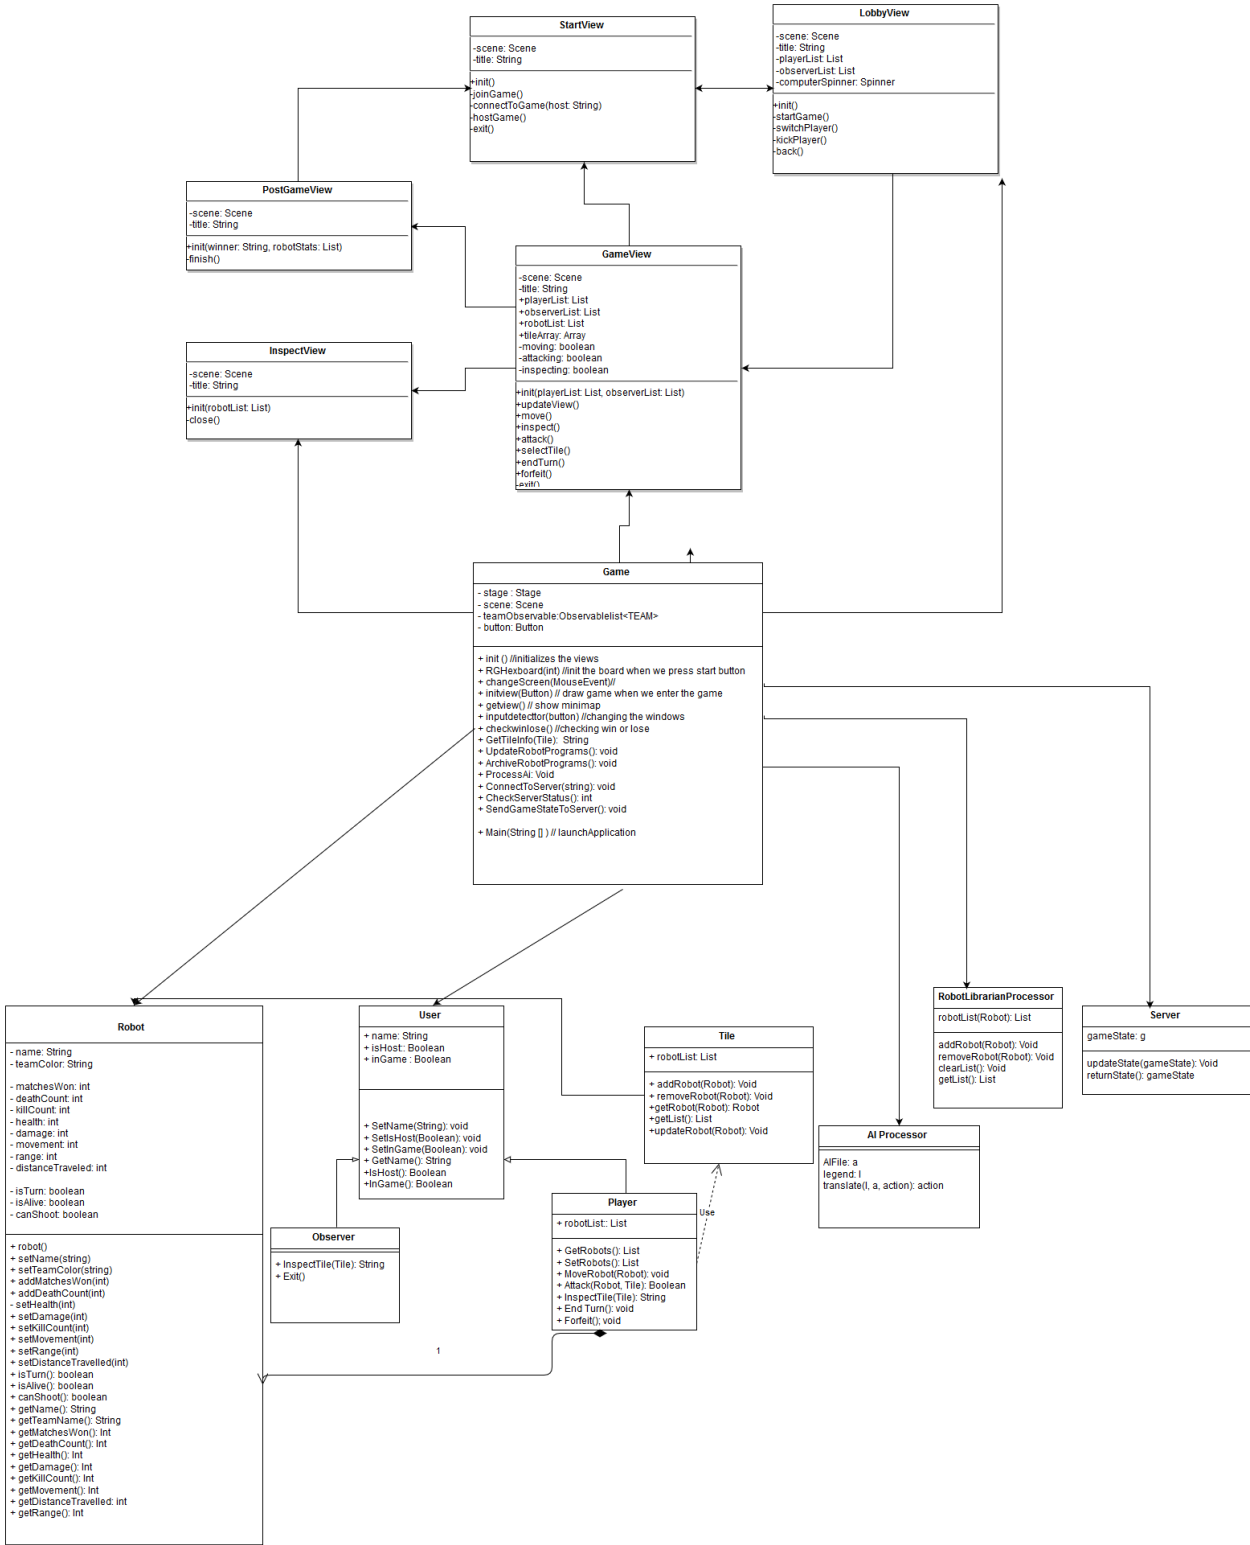 StartView
-scene: Scene
-title: String
+init()
-joinGame()
-connectToGame(host: String)
-hostGame()
-exit()
LobbyView
-scene: Scene
-title: String
-playerList: List
-observerList: List
-computerSpinner: Spinner
+init()
-startGame()
-switchPlayer()
-kickPlayer()
-back()
PostGameView
-scene: Scene
-title: String
+init(winner: String, robotStats: List)
-finish()
GameView
-scene: Scene
-title: String
+playerList: List
+observerList: List
+robotList: List
+tileArray: Array
-moving: boolean
-attacking: boolean
-inspecting: boolean
+init(playerList: List, observerList: List)
+updateView()
+move()
+inspect()
+attack()
+selectTile()
+endTurn()
+forfeit()
-exit()
InspectView
-scene: Scene
-title: String
+init(robotList: List)
-close()
Game
- stage : Stage
- scene: Scene
- teamObservable:Observablelist<TEAM>
- button: Button
+ init () //initializes the views
+ RGHexboard(int) //init the board when we press start button
+ changeScreen(MouseEvent)//
+ initview(Button) // draw game when we enter the game
+ getview() // show minimap
+ inputdetecttor(button) //changing the windows
+ checkwinlose() //checking win or lose
+ GetTileInfo(Tile): String
+ UpdateRobotPrograms(): void
+ ArchiveRobotPrograms(): void
+ ProcessAi: Void
+ ConnectToServer(string): void
+ CheckServerStatus(): int
+ SendGameStateToServer(): void
+ Main(String [] ) // launchApplication
Robot
- name: String
- teamColor: String
- matchesWon: int
- deathCount: int
- killCount: int
- health: int
- damage: int
- movement: int
- range: int
- distanceTraveled: int
- isTurn: boolean
- isAlive: boolean
- canShoot: boolean
+ robot()
+ setName(string)
+ setTeamColor(string)
+ addMatchesWon(int)
+ addDeathCount(int)
- setHealth(int)
+ setDamage(int)
+ setKillCount(int)
+ setMovement(int)
+ setRange(int)
+ setDistanceTravelled(int)
+ isTurn(): boolean
+ isAlive(): boolean
+ canShoot(): boolean
+ getName(): String
+ getTeamName(): String
+ getMatchesWon(): Int
+ getDeathCount(): Int
+ getHealth(): Int
+ getDamage(): Int
+ getKillCount(): Int
+ getMovement(): Int
+ getDistanceTravelled: int
+ getRange(): Int
User
+ name: String
+ isHost:: Boolean
+ inGame : Boolean
+ SetName(String): void
+ SetIsHost(Boolean): void
+ SetInGame(Boolean): void
+ GetName(): String
+IsHost(): Boolean
+InGame(): Boolean
Observer
+ InspectTile(Tile): String
+ Exit()
Player
+ robotList:: List
+ GetRobots(): List
+ SetRobots(): List
+ MoveRobot(Robot): void
+ Attack(Robot, Tile): Boolean
+ InspectTile(Tile): String
+ End Turn(): void
+ Forfeit(); void
Use
1
Tile
+ robotList: List
+ addRobot(Robot): Void
+ removeRobot(Robot): Void
+getRobot(Robot): Robot
+getList(): List
+updateRobot(Robot): Void
AI Processor
AIFile: a
legend: l
translate(l, a, action): action
RobotLibrarianProcessor
robotList(Robot): List
addRobot(Robot): Void
removeRobot(Robot): Void
clearList(): Void
getList(): List
Server
gameState: g
updateState(gameState): Void
returnState(): gameState